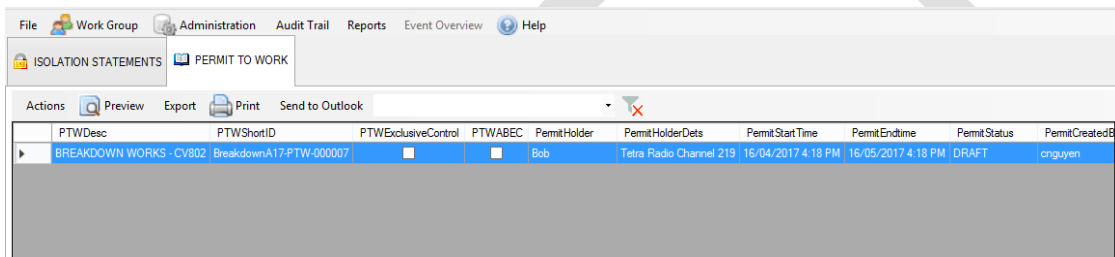 File Work Group Administration Audit Trail Reports Event Overview Help
ISOLATION STATEMENTS PERMIT TO WORK
Actions Preview Export Print Send to Outlook
PTWDesc PTWShortID PTWExclusiveControl PTWABEC PermitHolder PermitHolderDets PermitStartTime PermitEndtime PermitStatus PermitCreatedB
BREAKDOWN WORKS - CV802 BreakdownA17-PTW-000007 Bob Tetra Radio Channel 219 16/04/2017 4:18 PM 16/05/2017 4:18 PM DRAFT cnguyen